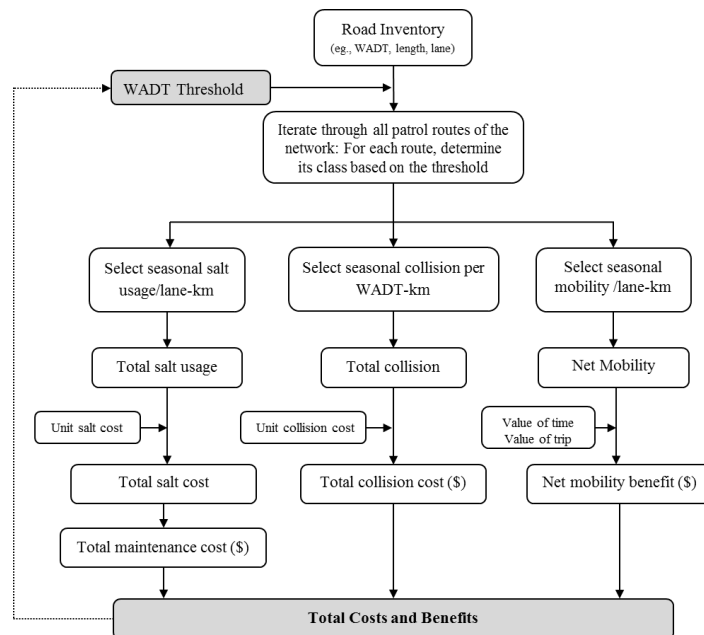 Road Inventory
(eg., WADT, length, lane)
WADT Threshold
Iterate through all patrol routes of the
network: For each route, determine
its class based on the threshold
Select seasonal salt
usage/lane-km
Select seasonal collision per
WADT-km
Select seasonal
mobility /lane-km
Total salt usage
Total collision
Net Mobility
Unit salt cost
Unit collision cost
Value of time
Value of trip
Total salt cost
Total collision cost ($)
Net mobility benefit ($)
Total maintenance cost ($)
Total Costs and Benefits